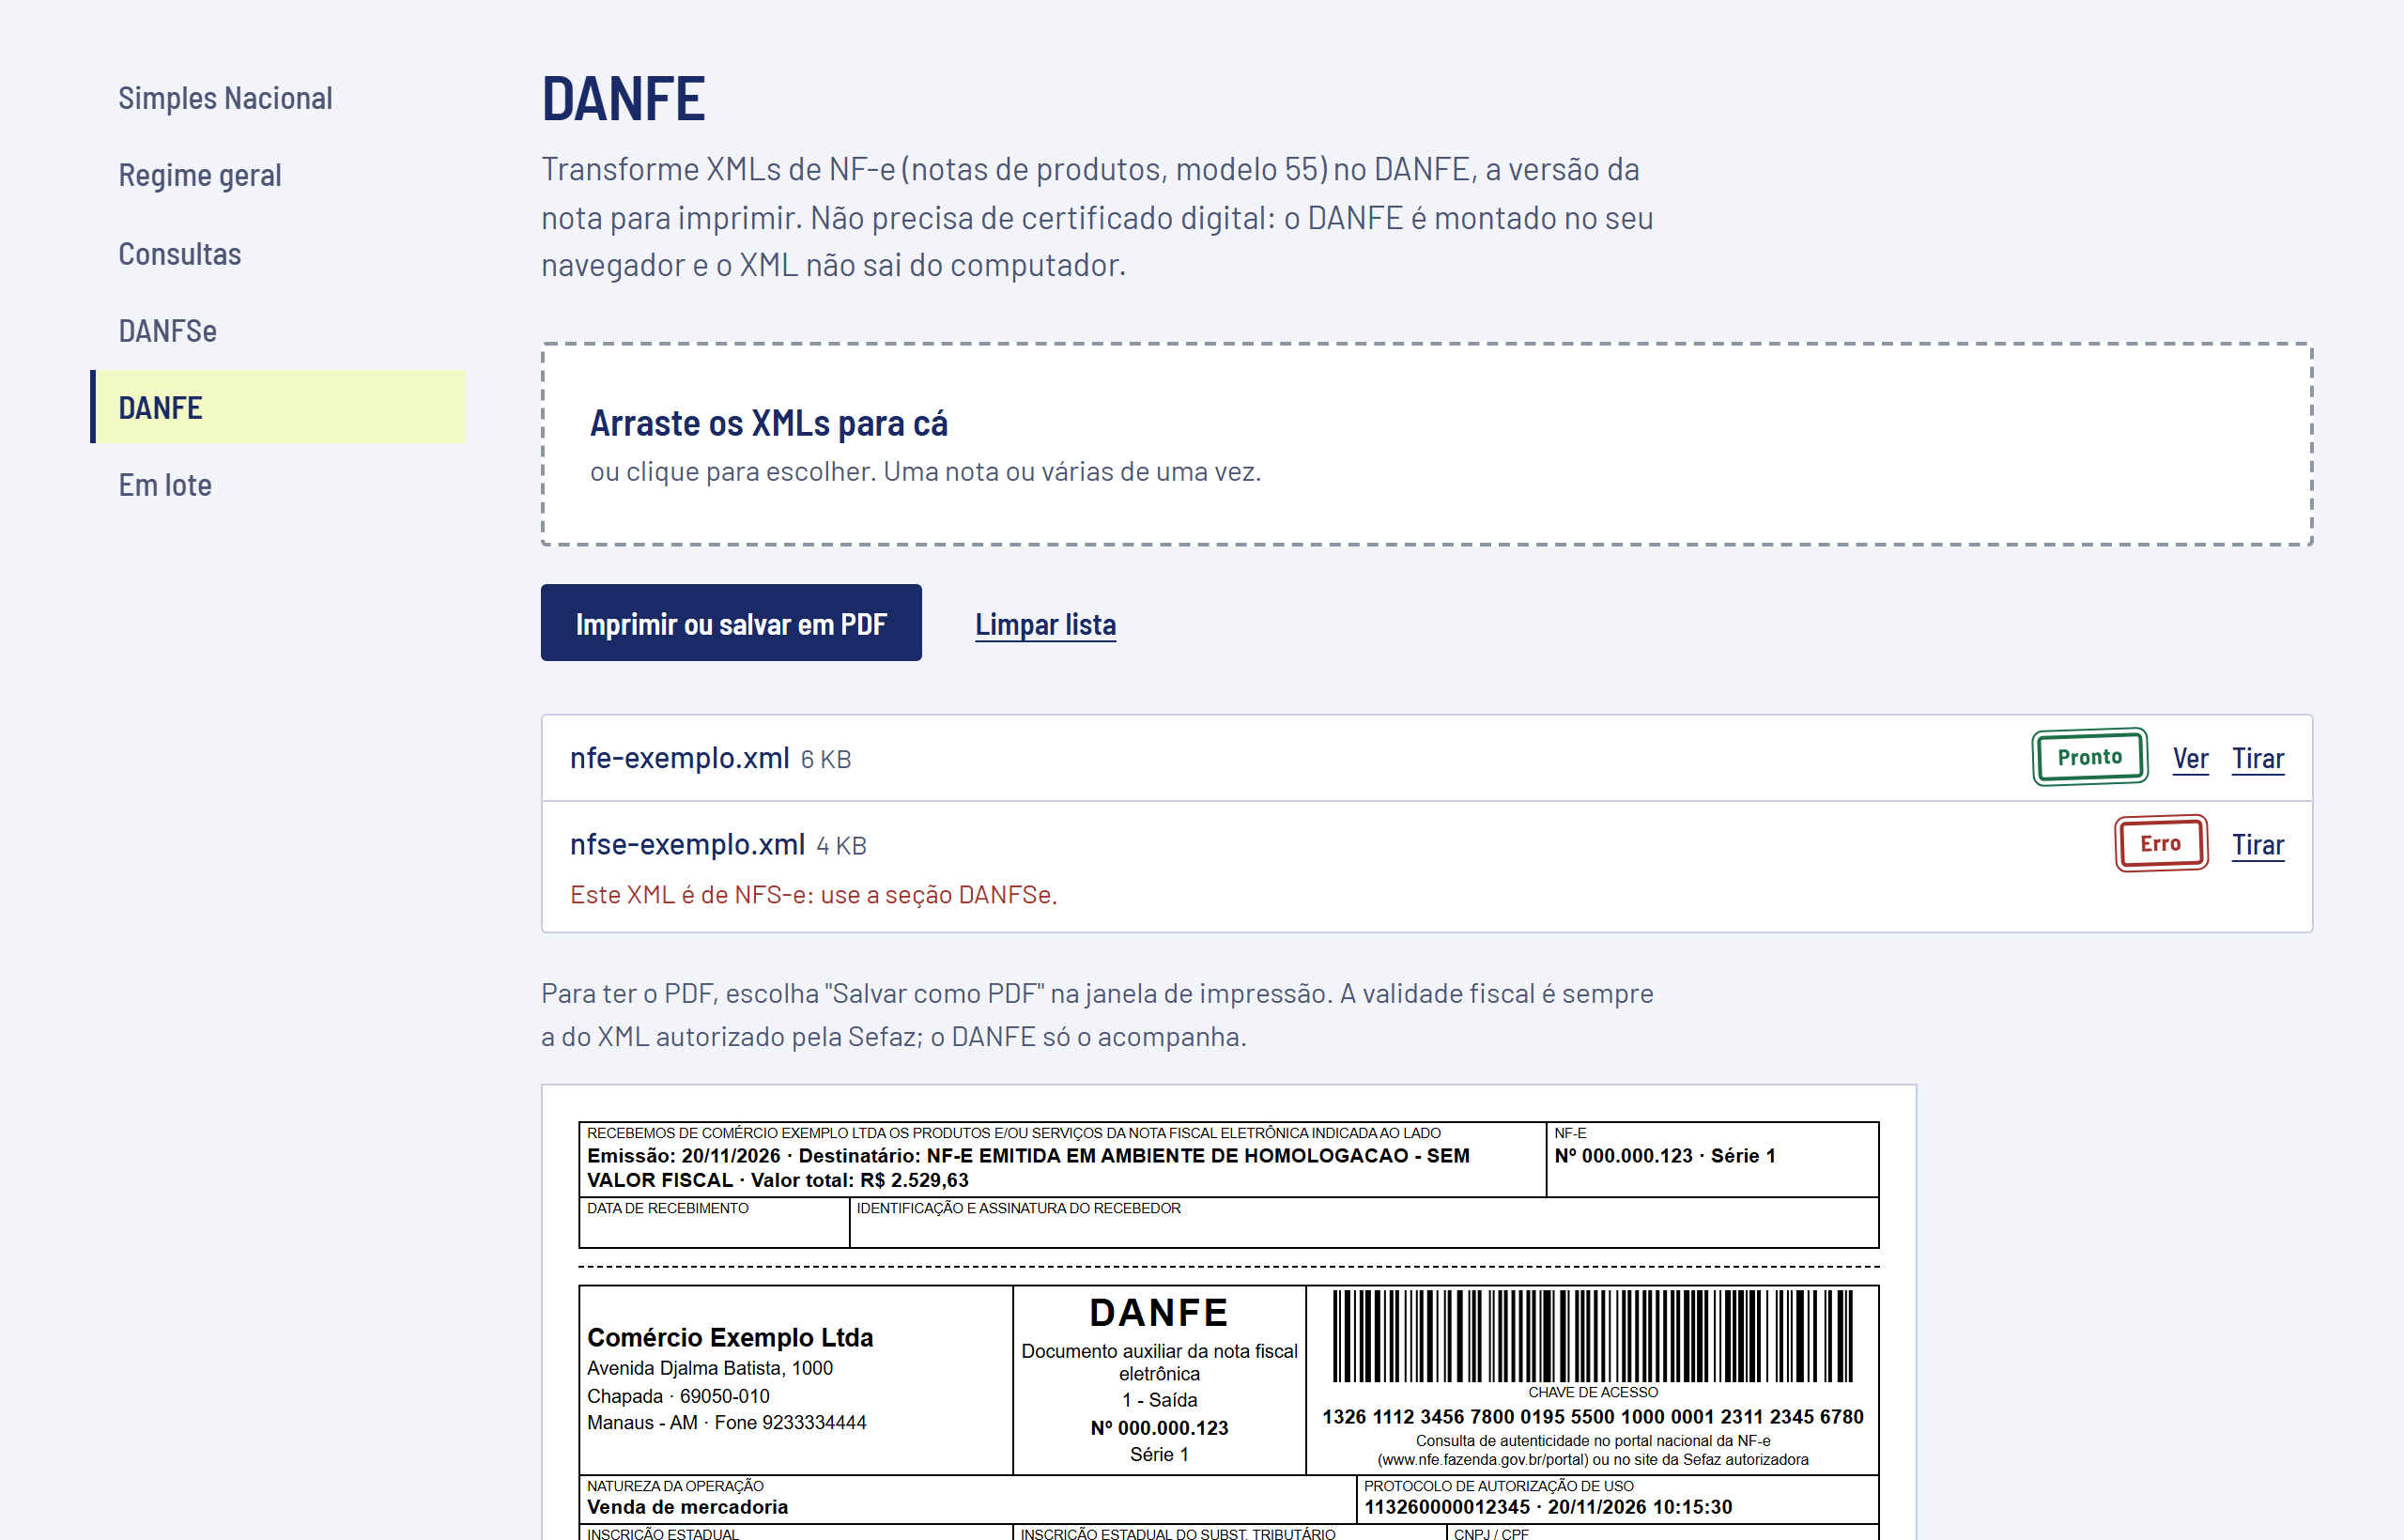 Simples Nacional
Regime geral
Consultas
DANFSe
DANFE
Em lote
DANFE
Transforme XMLs de NF-e (notas de produtos, modelo 55) no DANFE, a versão da
nota para imprimir. Não precisa de certificado digital: o DANFE é montado no seu
navegador e o XML não sai do computador.
Arraste os XMLs para cá
ou clique para escolher. Uma nota ou várias de uma vez.
Imprimir ou salvar em PDF Limpar lista
nfe-exemplo.xml 6 KB Pronto Ver Tirar
nfse-exemplo.xml 4 KB Erro Tirar
Este XML é de NFS-e: use a seção DANFSe.
Para ter o PDF, escolha "Salvar como PDF" na janela de impressão. A validade fiscal é sempre
a do XML autorizado pela Sefaz; o DANFE só o acompanha.
RECEBEMOS DE COMÉRCIO EXEMPLO LTDA OS PRODUTOS E/OU SERVIÇOS DA NOTA FISCAL ELETRÔNICA INDICADA AO LADO
Emissão: 20/11/2026 · Destinatário: NF-E EMITIDA EM AMBIENTE DE HOMOLOGACAO - SEM
VALOR FISCAL · Valor total: R$ 2.529,63
NF-E
Nº 000.000.123 · Série 1
DATA DE RECEBIMENTO
IDENTIFICAÇÃO E ASSINATURA DO RECEBEDOR
Comércio Exemplo Ltda
Avenida Djalma Batista, 1000
Chapada · 69050-010
Manaus - AM · Fone 9233334444
DANFE
Documento auxiliar da nota fiscal
eletrônica
1 - Saída
Nº 000.000.123
Série 1
CHAVE DE ACESSO
1326 1112 3456 7800 0195 5500 1000 0001 2311 2345 6780
Consulta de autenticidade no portal nacional da NF-e
(www.nfe.fazenda.gov.br/portal) ou no site da Sefaz autorizadora
NATUREZA DA OPERAÇÃO
Venda de mercadoria
PROTOCOLO DE AUTORIZAÇÃO DE USO
113260000012345 · 20/11/2026 10:15:30
INSCRIÇÃO ESTADUAL
INSCRIÇÃO ESTADUAL DO SUBST. TRIBUTÁRIO
CNPJ / CPF